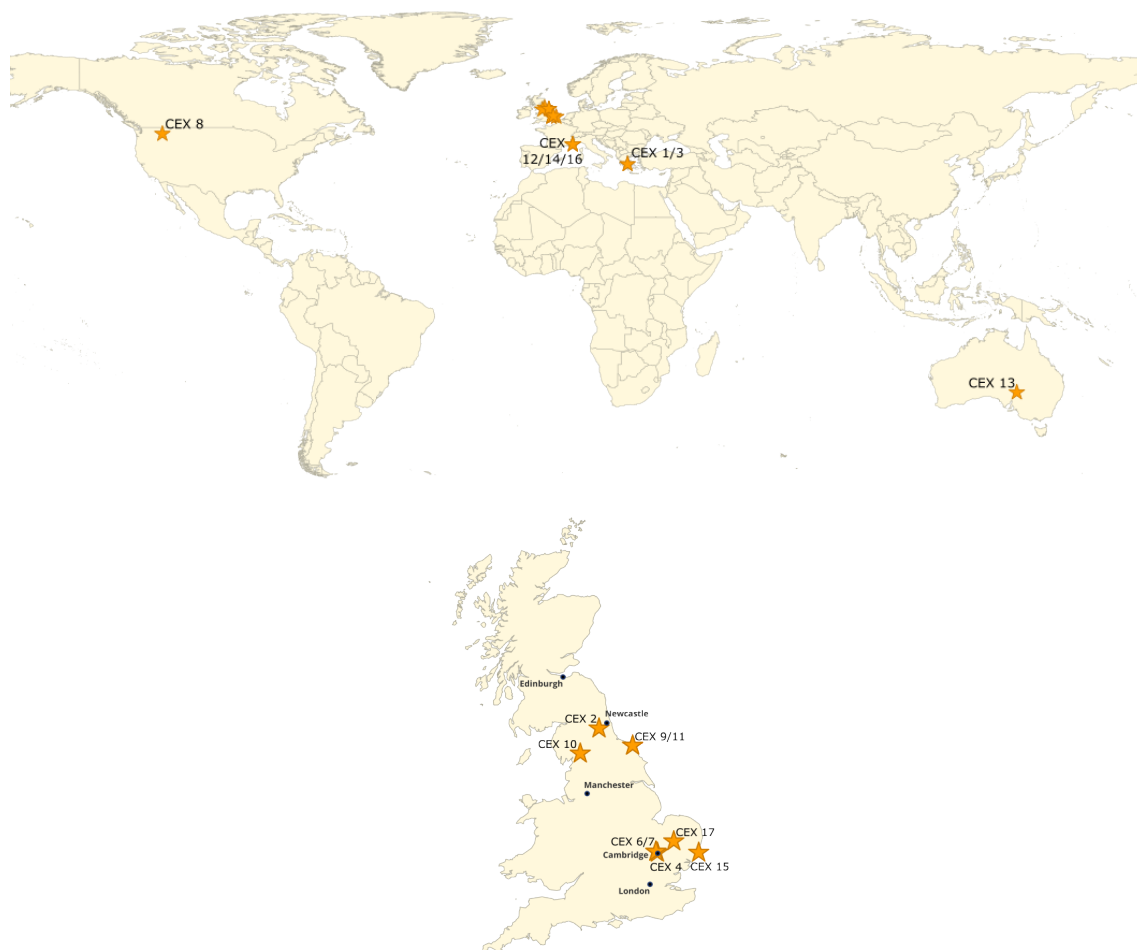 CEX 8
CEX
12/14/16
CEX 1/3
CEX 13
Edinburgh
Newcastle
CEX 2
CEX 9/11
CEX 10
Manchester
CEX 17
CEX 6/7
Cambridge
CEX 4
CEX 15
London